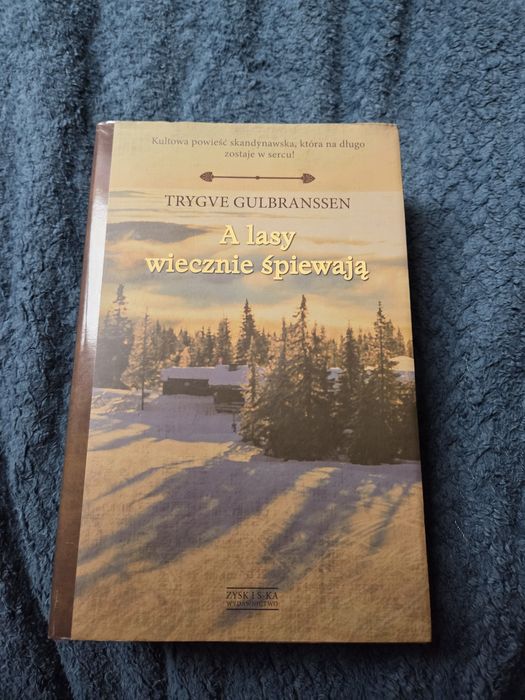 Kultowa powieść skandynawska, która na długo
zostaje w sercu!
TRYGVE GULBRANSSEN
A lasy
wiecznie śpiewają
ZYSK I S-KA
WYDAWNICTWO